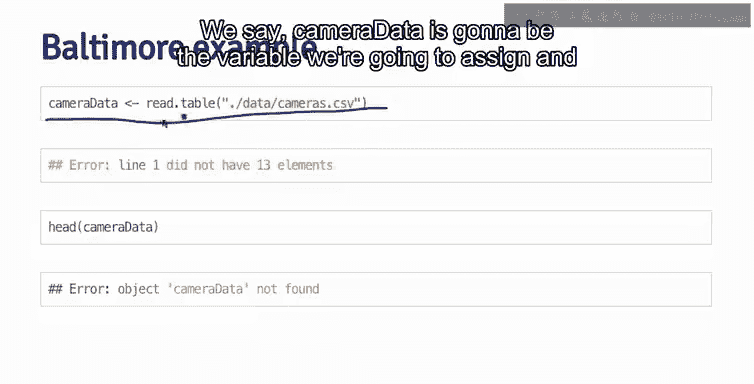 We say, cameraData is gonna be
the variable we're going to assign and
Baltimore example
cameraData <- read.table("./data/cameras.csv")
## Error: line 1 did not have 13 elements
head(cameraData)
## Error: object 'cameraData' not found